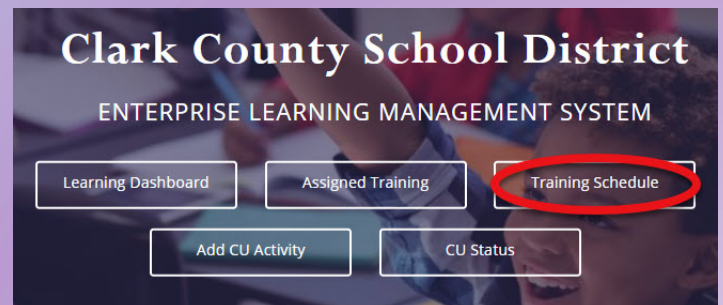 Clark County School District
ENTERPRISE LEARNING MANAGEMENT SYSTEM
Learning Dashboard Assigned Training Training Schedule
Add CU Activity CU Status